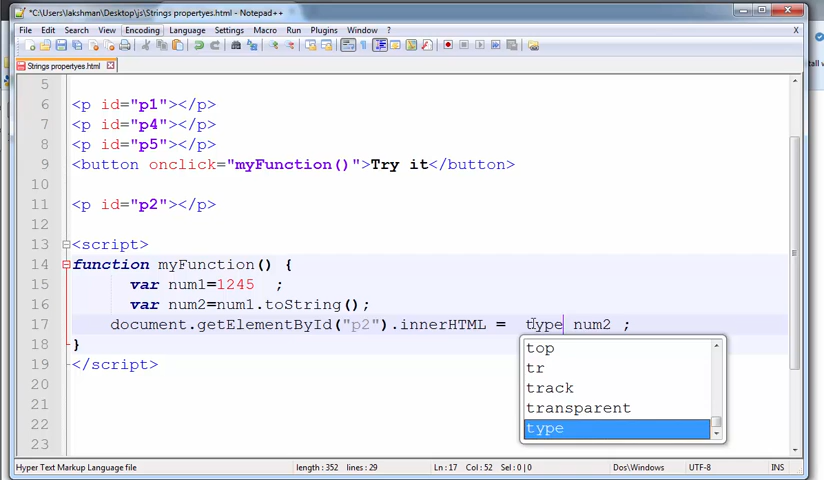 *C:\Users\lakshman\Desktop\js\Strings propertyes.html - Notepad++
File Edit Search View Encoding Language Settings Macro Run Plugins Window ? X
Strings propertyes.html
5
6 <p id="p1"></p>
7 <p id="p4"></p>
8 <p id="p5"></p>
9 <button onclick="myFunction()">Try it</button>
10
11 <p id="p2"></p>
12
13 <script>
14 function myFunction() {
15 var num1=1245 ;
16 var num2=num1.toString();
17 document.getElementById("p2").innerHTML = type num2 ;
18 }
19 </script>
20
21
22
23
top
tr
track
transparent
type
Hyper Text Markup Language file length : 352 lines : 29 Ln : 17 Col : 52 Sel : 0 | 0 Dos\Windows UTF-8 INS